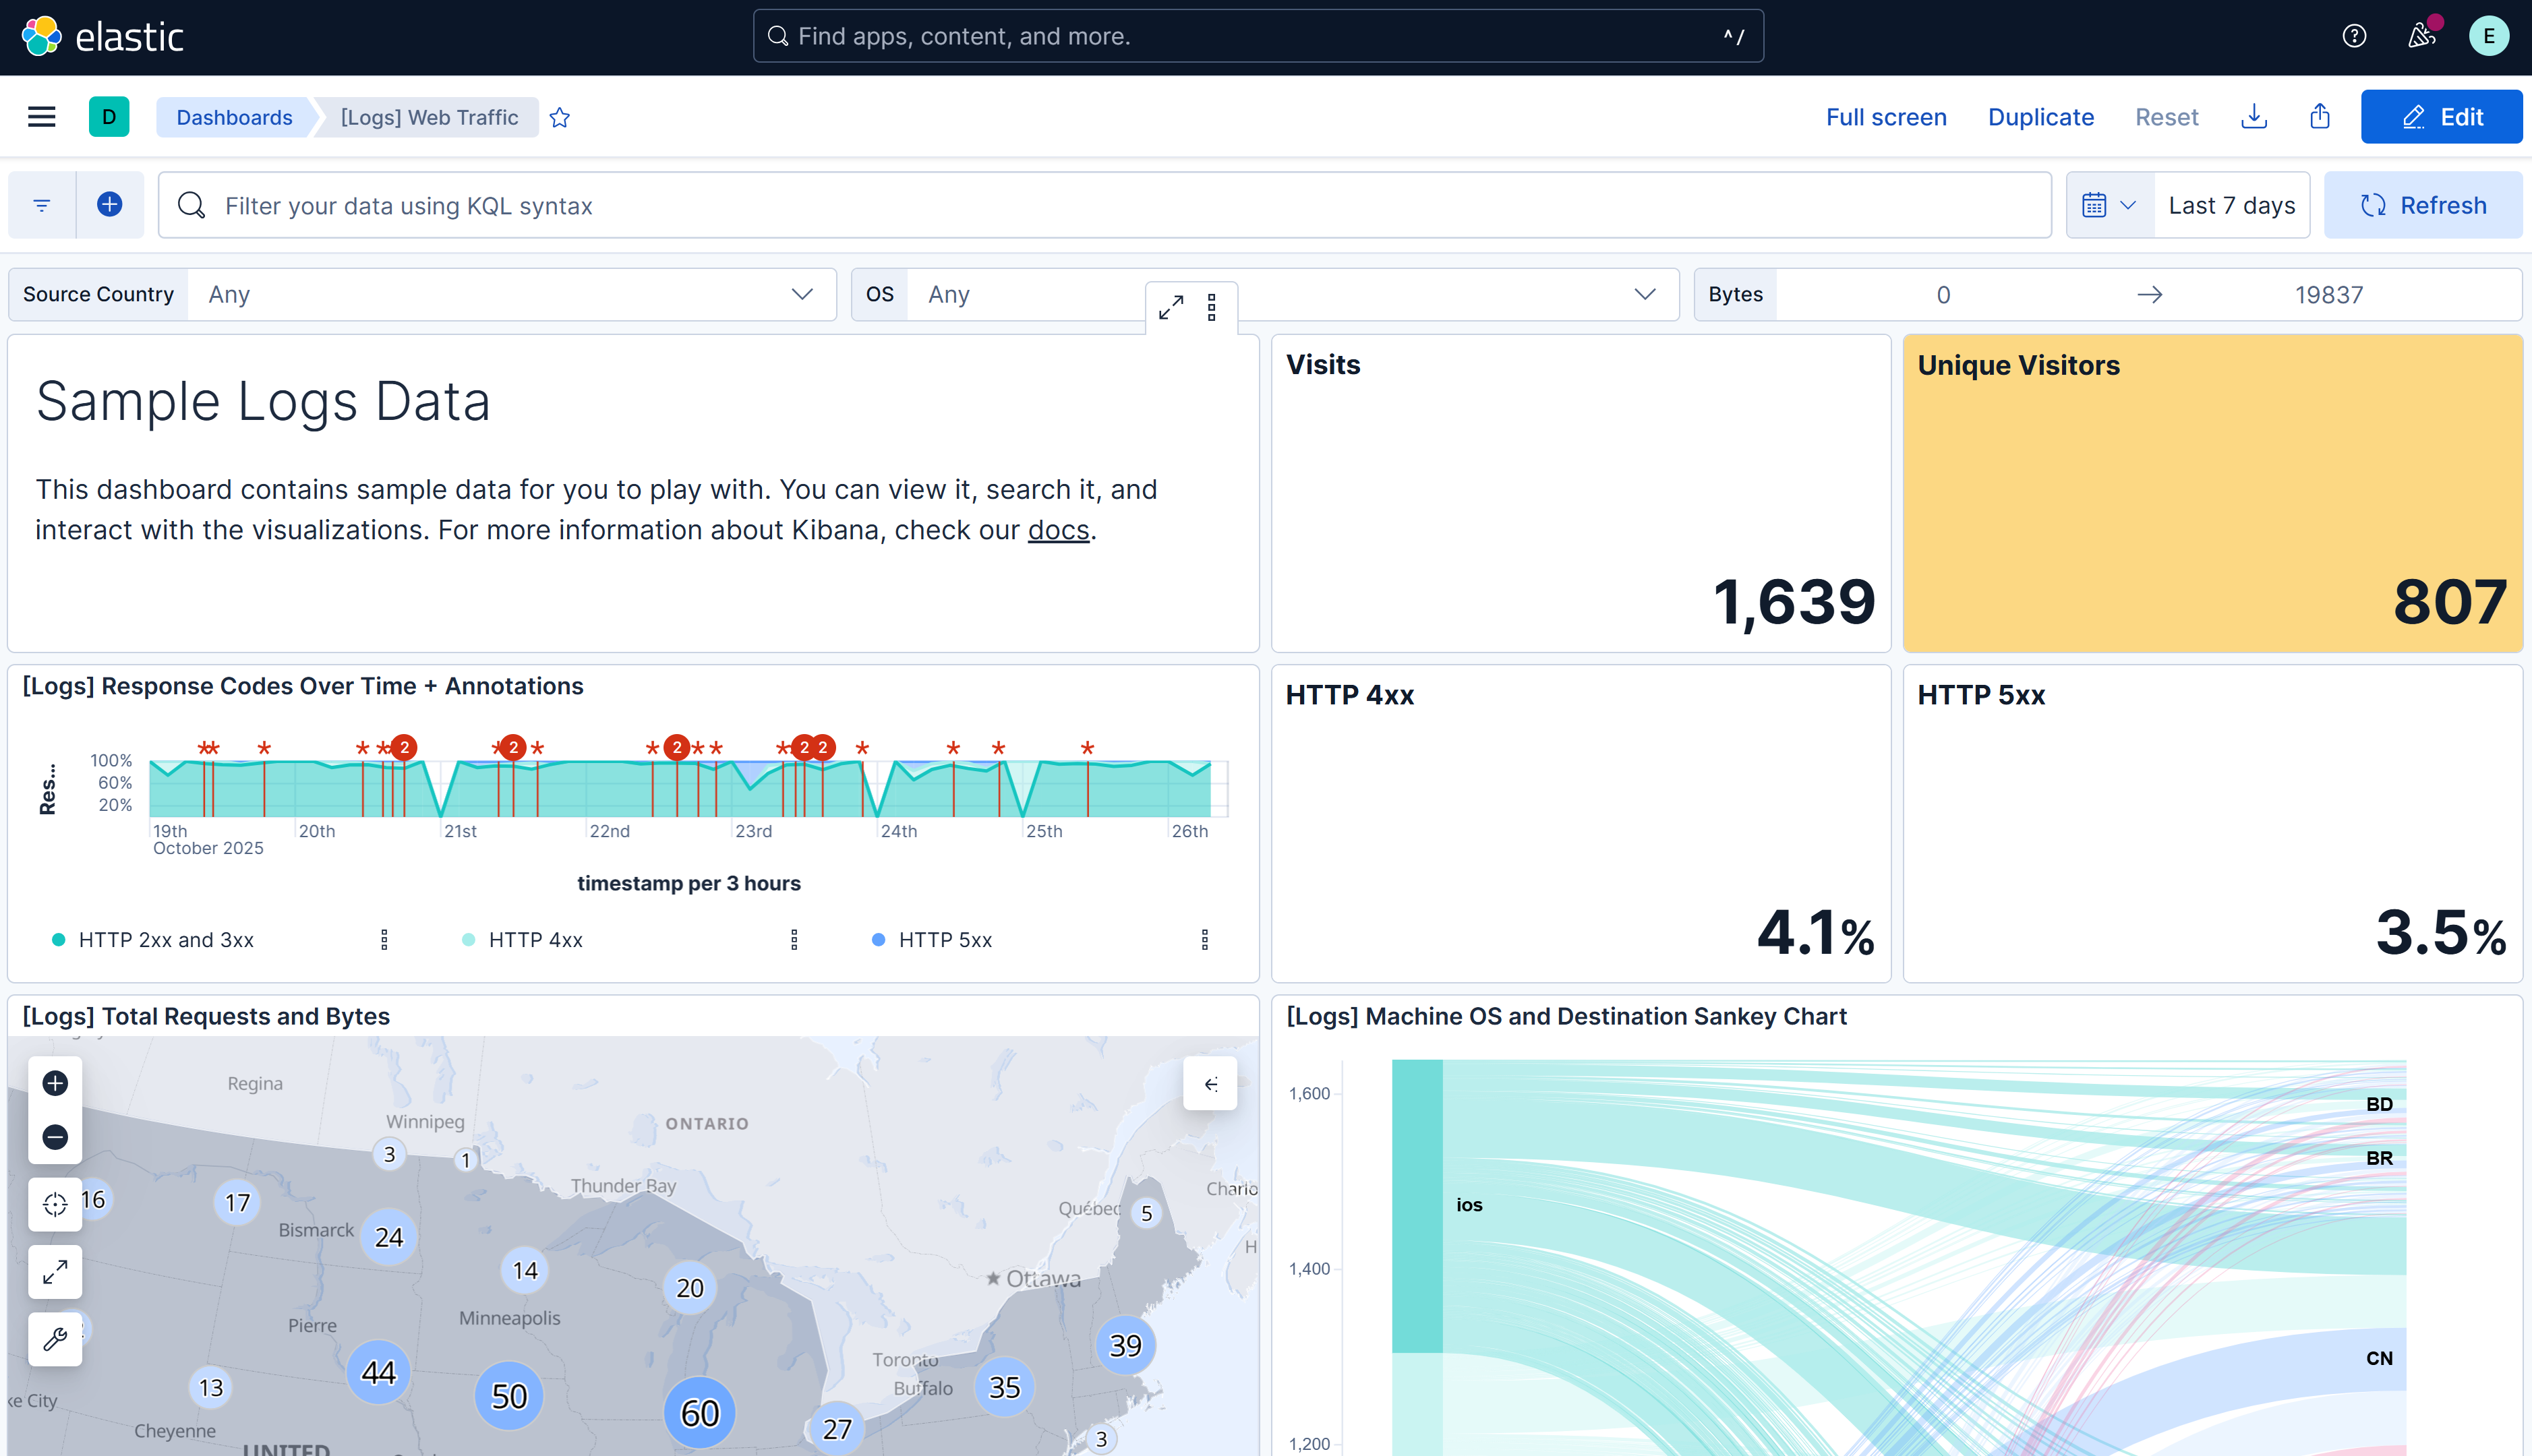 elastic
Find apps, content, and more.
^ /
E
D
Dashboards
[Logs] Web Traffic
Full screen
Duplicate
Reset
Edit
Filter your data using KQL syntax
Last 7 days
Refresh
Source Country
Any
OS
Any
Bytes
0
19837
Sample Logs Data
This dashboard contains sample data for you to play with. You can view it, search it, and
interact with the visualizations. For more information about Kibana, check our docs.
Visits
1,639
Unique Visitors
807
[Logs] Response Codes Over Time + Annotations
* * * * * 2 * 2 * * 2 * * * 2 2 * * * *
Res...
100%
60%
20%
19th 20th 21st 22nd 23rd 24th 25th 26th
October 2025
timestamp per 3 hours
HTTP 2xx and 3xx
HTTP 4xx
HTTP 5xx
HTTP 4xx
4.1%
HTTP 5xx
3.5%
[Logs] Total Requests and Bytes
Regina
Winnipeg
ONTARIO
3
1
Thunder Bay
Charlo
16
17
Québec
5
Bismarck
24
H
14
20
Ottawa
Minneapolis
Pierre
39
Toronto
44
13
50
Buffalo
35
ke City
60
27
Cheyenne
3
UNITED
[Logs] Machine OS and Destination Sankey Chart
1,600
1,400
1,200
ios
BD
BR
CN